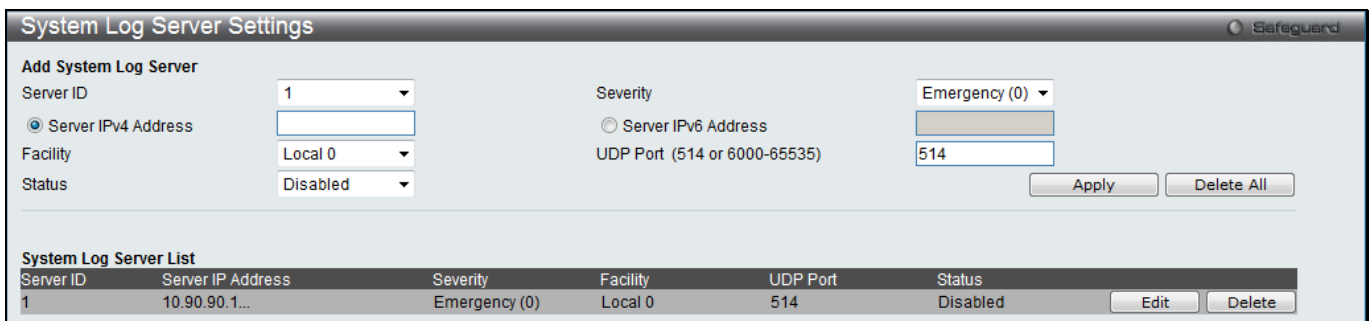 System Log Server Settings Safeguard
Add System Log Server
Server ID 1 Severity Emergency (0)
Server IPv4 Address Server IPv6 Address
Facility Local 0 UDP Port (514 or 6000-65535) 514
Status Disabled Apply Delete All
System Log Server List
Server ID Server IP Address Severity Facility UDP Port Status
1 10.90.90.1... Emergency (0) Local 0 514 Disabled Edit Delete